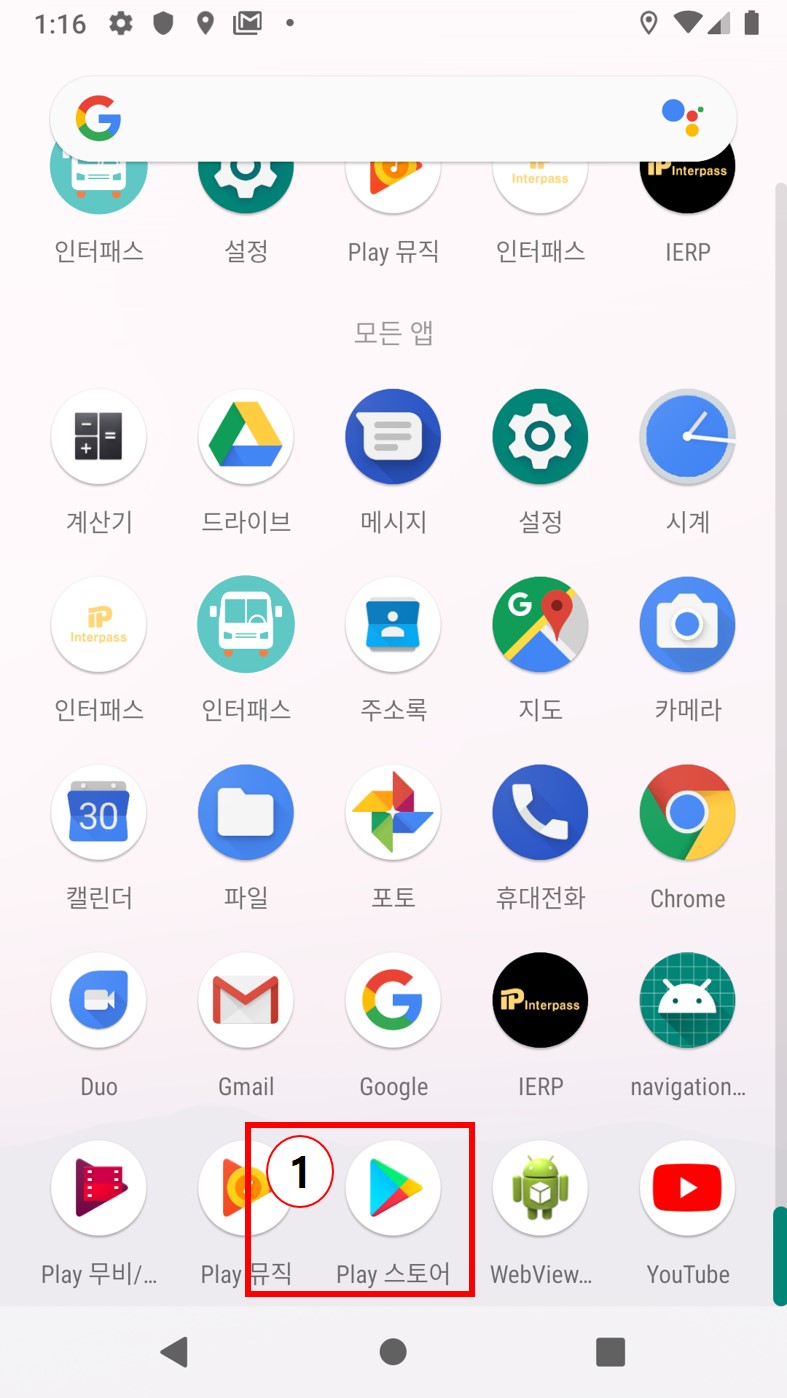 1:16
Interpass
iP Interpass
인터패스 설정 Play 뮤직 인터패스 IERP
모든 앱
계산기 드라이브 메시지 설정 시계
iP Interpass
인터패스 인터패스 주소록 지도 카메라
30
캘린더 파일 포토 휴대전화 Chrome
iP Interpass
Duo Gmail Google IERP navigation...
1
Play 무비/... Play 뮤직 Play 스토어 WebView... YouTube